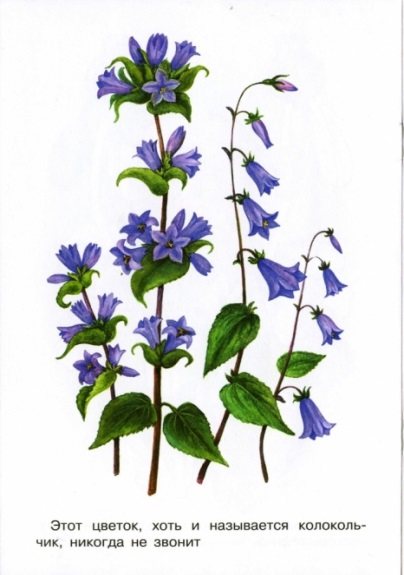 Этот цветок, хоть и называется колоколь-
чик, никогда не звонит